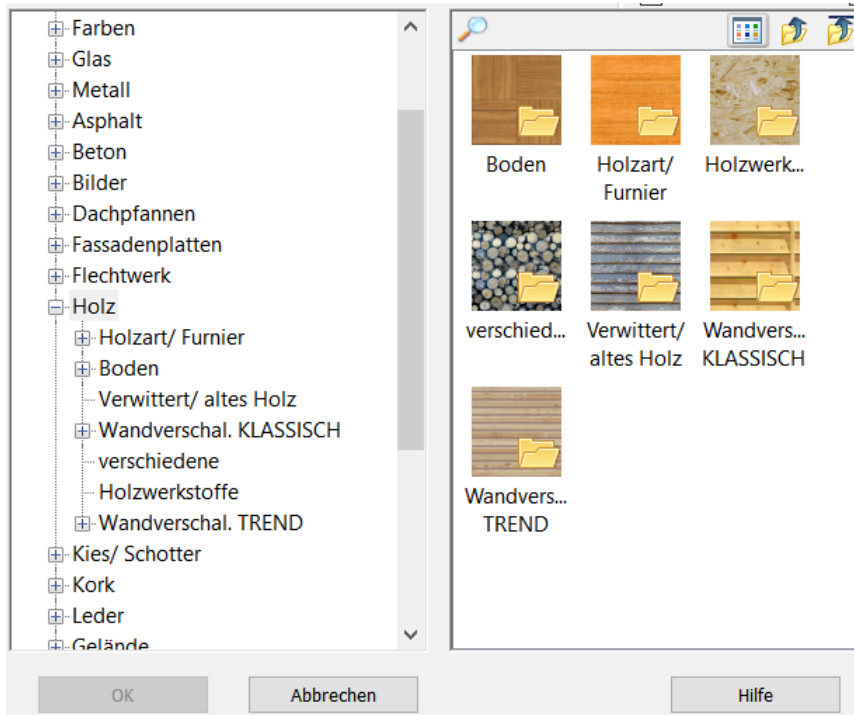 Farben
Glas
Metall
Asphalt
Beton
Bilder
Dachpfannen
Fassadenplatten
Flechtwerk
Holz
Holzart/ Furnier
Boden
Verwittert/ altes Holz
Wandverschal. KLASSISCH
verschiedene
Holzwerkstoffe
Wandverschal. TREND
Kies/ Schotter
Kork
Leder
Gelände
Boden
Holzart/
Furnier
Holzwerk...
verschied...
Verwittert/
altes Holz
Wandvers...
KLASSISCH
Wandvers...
TREND
OK
Abbrechen
Hilfe